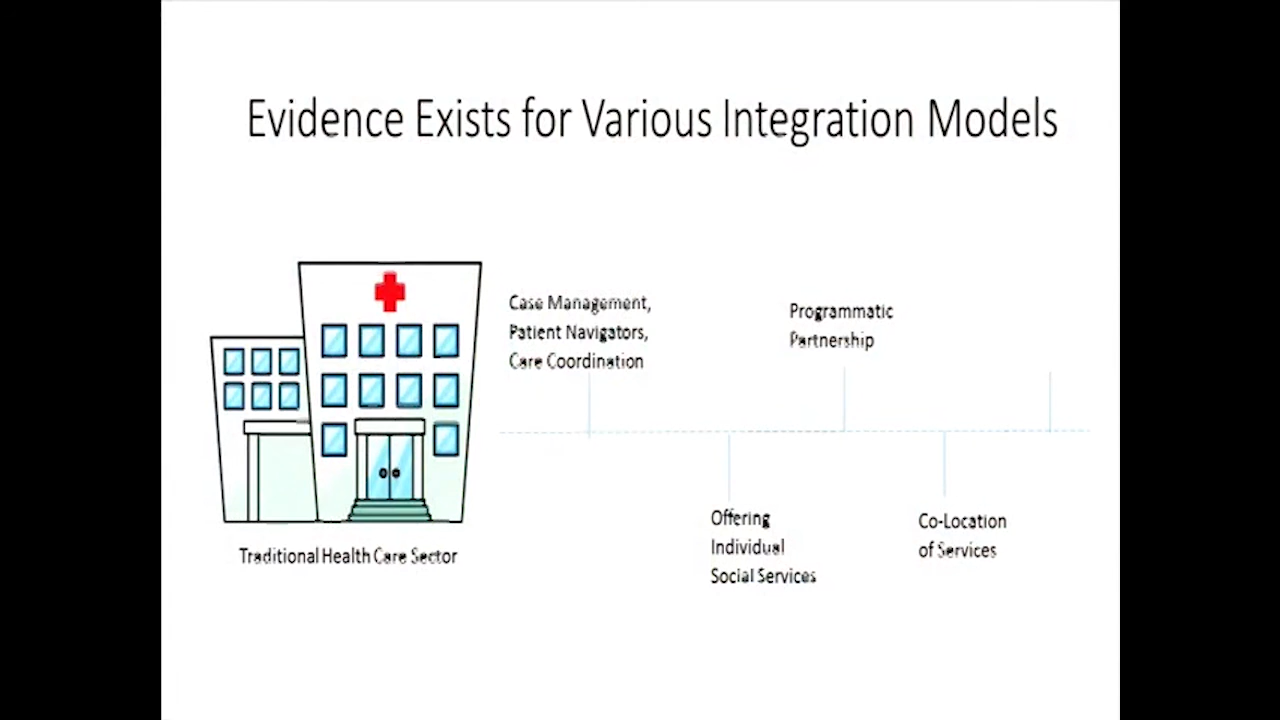 Evidence Exists for Various Integration Models
Case Management,
Patient Navigators,
Care Coordination
Programmatic
Partnership
Offering
Individual
Social Services
Co-Location
of Services
Traditional Health Care Sector